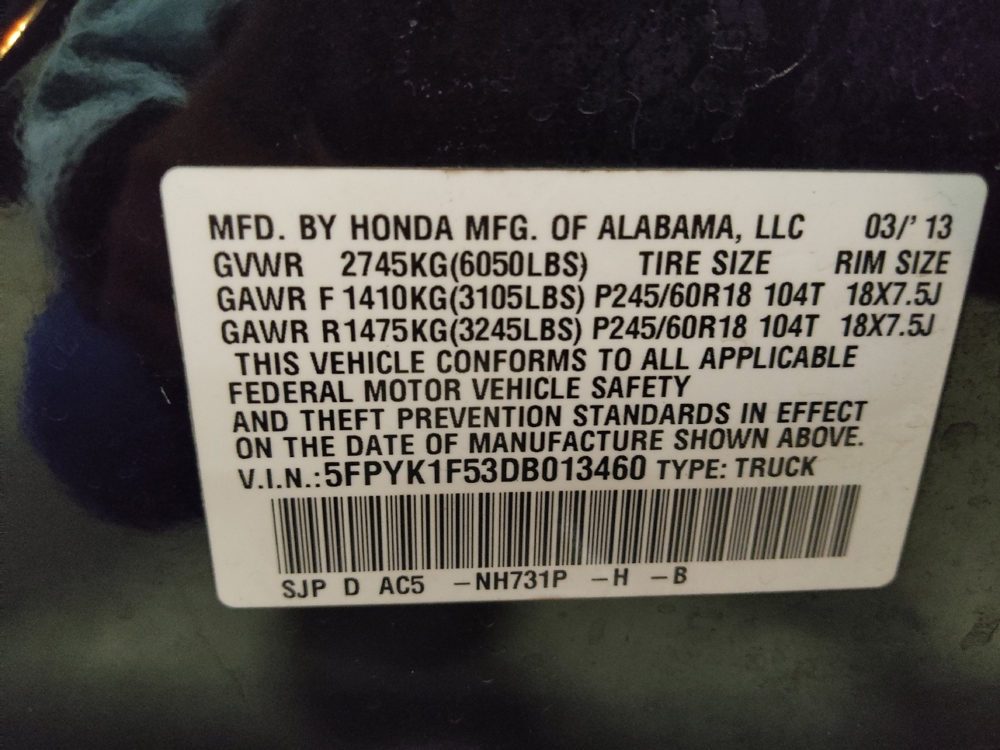 MFD. BY HONDA MFG. OF ALABAMA, LLC 03/' 13
GVWR 2745KG(6050LBS) TIRE SIZE RIM SIZE
GAWR F 1410KG(3105LBS) P245/60R18 104T 18X7.5J
GAWR R1475KG(3245LBS) P245/60R18 104T 18X7.5J
THIS VEHICLE CONFORMS TO ALL APPLICABLE
FEDERAL MOTOR VEHICLE SAFETY
AND THEFT PREVENTION STANDARDS IN EFFECT
ON THE DATE OF MANUFACTURE SHOWN ABOVE.
V.I.N.:5FPYK1F53DB013460 TYPE: TRUCK
SJP D AC5 -NH731P -H -B